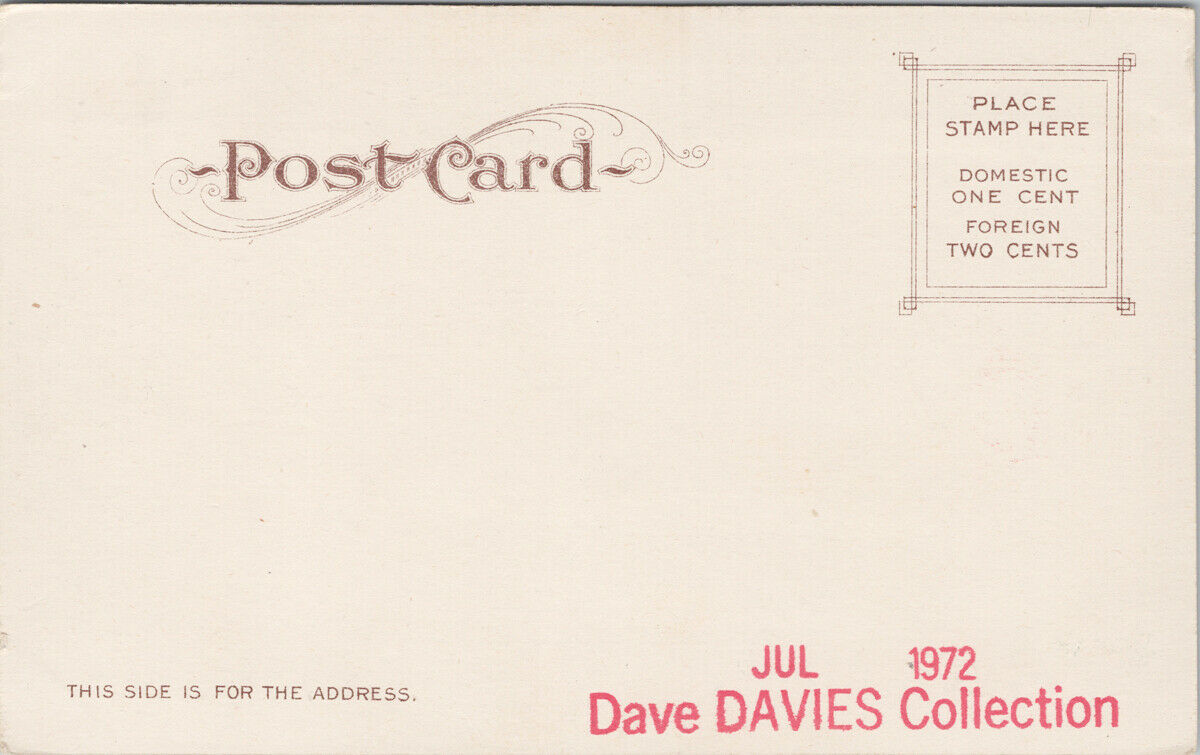 Post Card
PLACE
STAMP HERE
DOMESTIC
ONE CENT
FOREIGN
TWO CENTS
THIS SIDE IS FOR THE ADDRESS.
JUL 1972
Dave DAVIES Collection